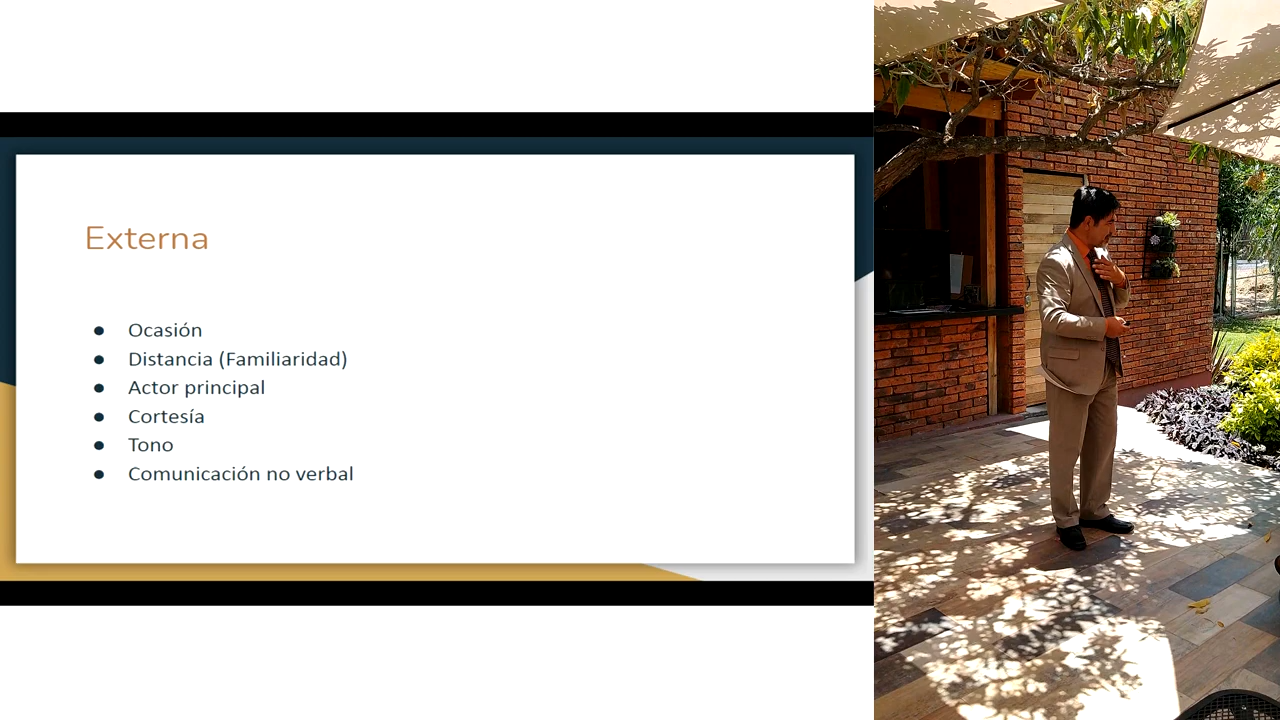 Externa
● Ocasión
● Distancia (Familiaridad)
● Actor principal
● Cortesía
● Tono
● Comunicación no verbal